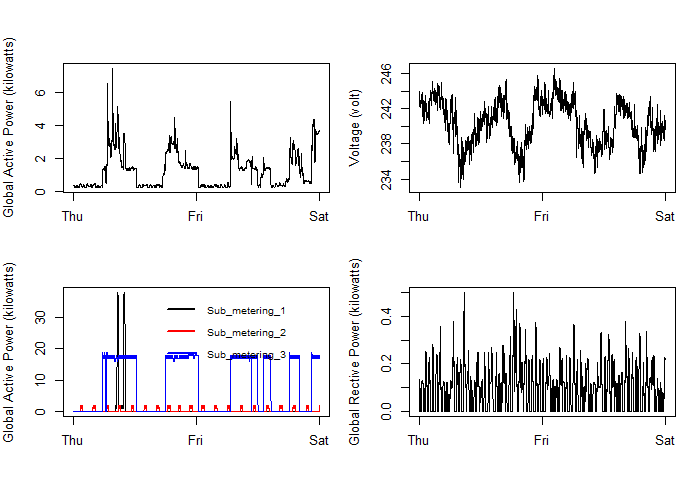 Global Active Power (kilowatts)
6
4
2
0
Thu
Fri
Sat
Voltage (volt)
246
242
238
234
Thu
Fri
Sat
Global Active Power (kilowatts)
30
20
10
0
Sub_metering_1
Sub_metering_2
Sub_metering_3
Thu
Fri
Sat
Global Rective Power (kilowatts)
0.4
0.2
0.0
Thu
Fri
Sat